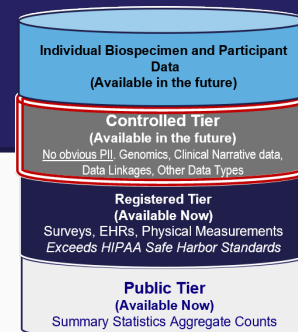 Individual Biospecimen and Participant
Data
(Available in the future)
Controlled Tier
(Available in the future)
No obvious PII. Genomics, Clinical Narrative data,
Data Linkages, Other Data Types
Registered Tier
(Available Now)
Surveys, EHRs, Physical Measurements
Exceeds HIPAA Safe Harbor Standards
Public Tier
(Available Now)
Summary Statistics Aggregate Counts